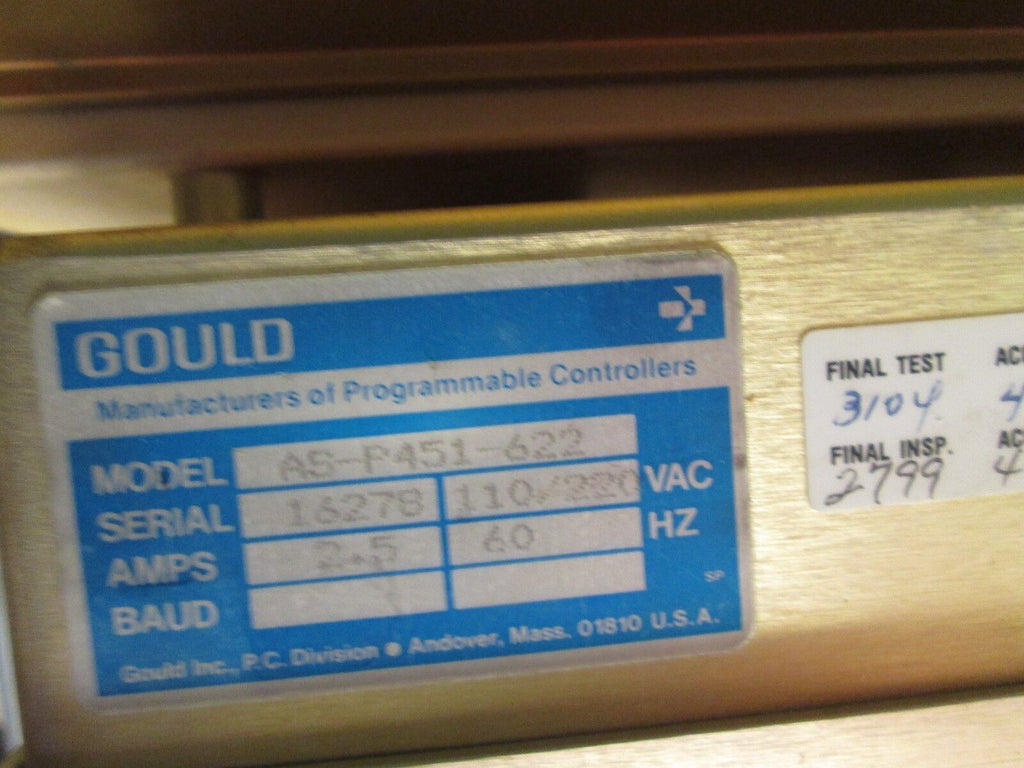 GOULD
Manufacturers of Programmable Controllers
MODEL AS-P451-622
SERIAL 16278 110/220 VAC
AMPS 2.5 60 HZ
BAUD
SP
Gould Inc., P.C. Division ● Andover, Mass. 01810 U.S.A.
FINAL TEST
3104
FINAL INSP.
2799